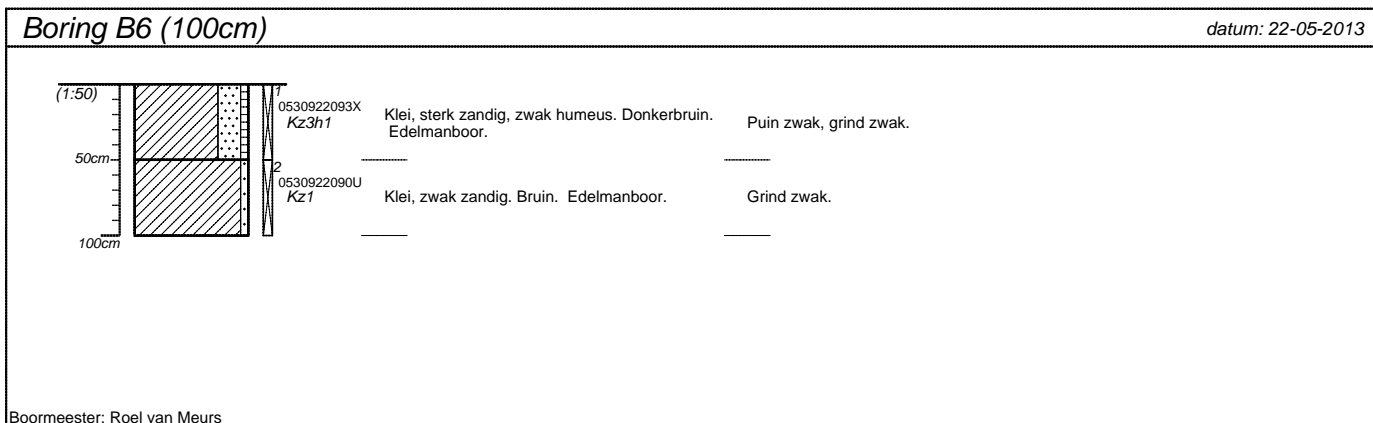 Boring B6 (100cm)
datum: 22-05-2013
(1:50)
1
0530922093X
Kz3h1
Klei, sterk zandig, zwak humeus. Donkerbruin.
Edelmanboor.
Puin zwak, grind zwak.
50cm
2
0530922090U
Kz1
Klei, zwak zandig. Bruin. Edelmanboor.
Grind zwak.
100cm
Boormeester: Roel van Meurs